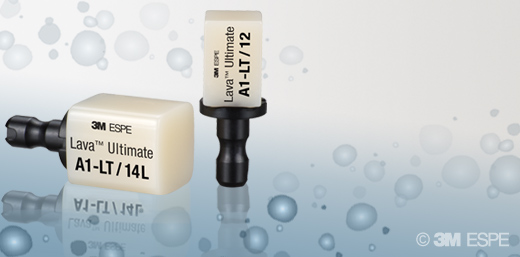 3M ESPE
Lava™ Ultimate
A1-LT / 14L
3M ESPE
Lava™ Ultimate
A1-LT / 12
© 3M ESPE